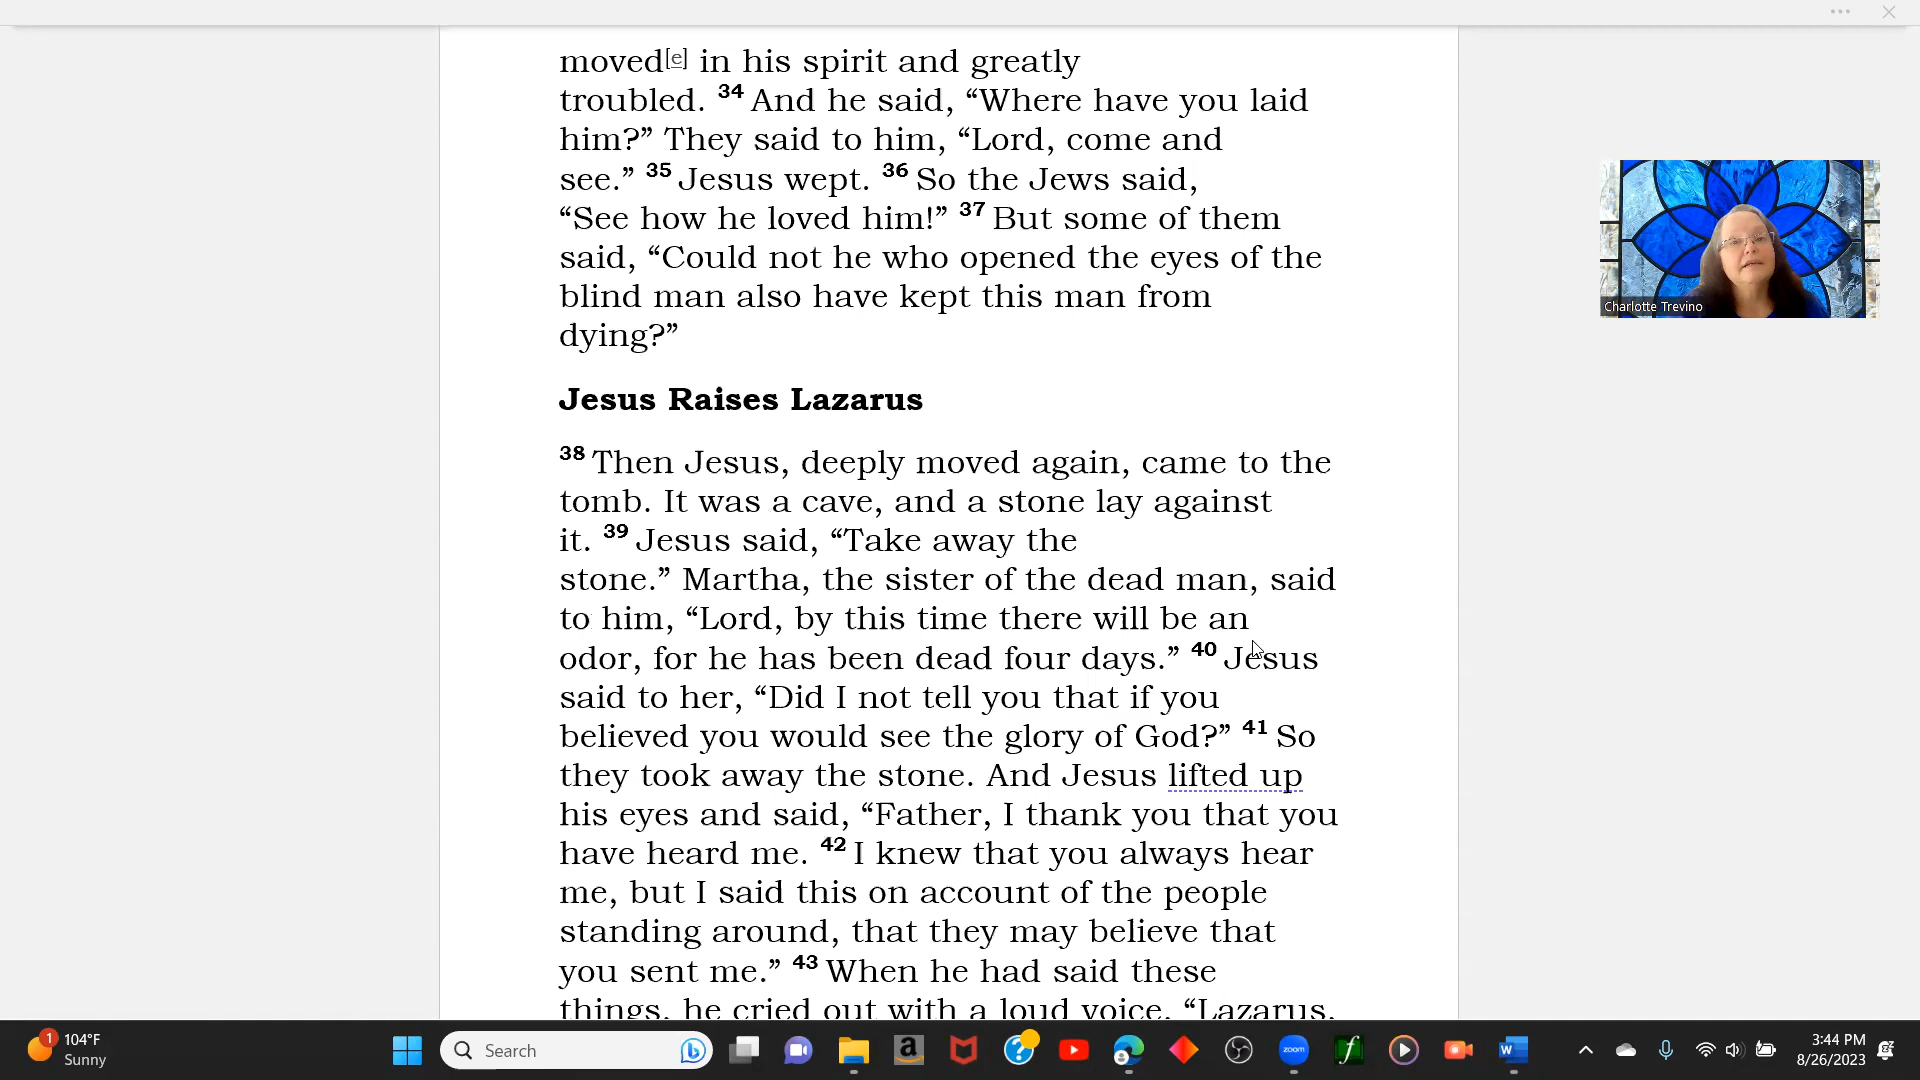 moved[e] in his spirit and greatly
troubled. 34 And he said, “Where have you laid
him?” They said to him, “Lord, come and
see.” 35 Jesus wept. 36 So the Jews said,
“See how he loved him!” 37 But some of them
said, “Could not he who opened the eyes of the
blind man also have kept this man from
dying?”
Jesus Raises Lazarus
38 Then Jesus, deeply moved again, came to the
tomb. It was a cave, and a stone lay against
it. 39 Jesus said, “Take away the
stone.” Martha, the sister of the dead man, said
to him, “Lord, by this time there will be an
odor, for he has been dead four days.” 40 Jesus
said to her, “Did I not tell you that if you
believed you would see the glory of God?” 41 So
they took away the stone. And Jesus lifted up
his eyes and said, “Father, I thank you that you
have heard me. 42 I knew that you always hear
me, but I said this on account of the people
standing around, that they may believe that
you sent me.” 43 When he had said these
things, he cried out with a loud voice, “Lazarus,
Charlotte Trevino
1
104°F
Sunny
Search
a
zoom
f
W
3:44 PM
8/26/2023